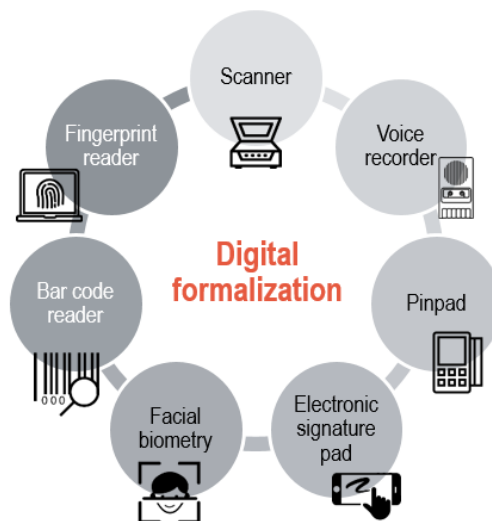 Scanner
Voice
recorder
Pinpad
Electronic
signature
pad
Facial
biometry
Bar code
reader
Fingerprint
reader
Digital
formalization